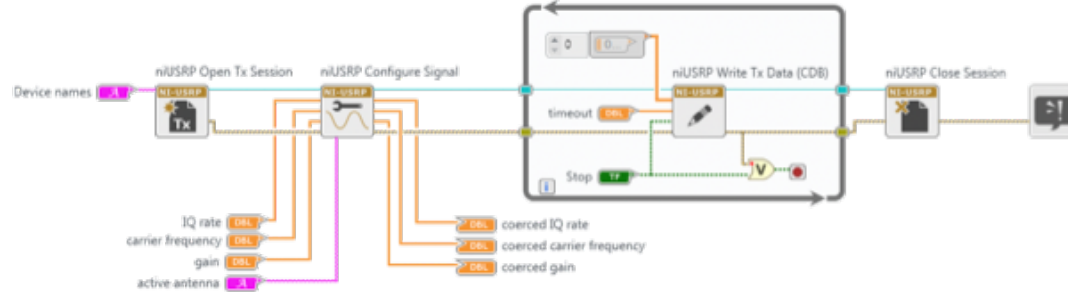 niUSRP Open Tx Session
niUSRP Configure Signal
niUSRP Write Tx Data (CDB)
niUSRP Close Session
Device names
NI-USRP
Tx
NI-USRP
0
0...
timeout
DBL
NI-USRP
NI-USRP
Stop
TF
V
i
IQ rate
DBL
carrier frequency
DBL
gain
DBL
active antenna
DBL
coerced IQ rate
DBL
coerced carrier frequency
DBL
coerced gain